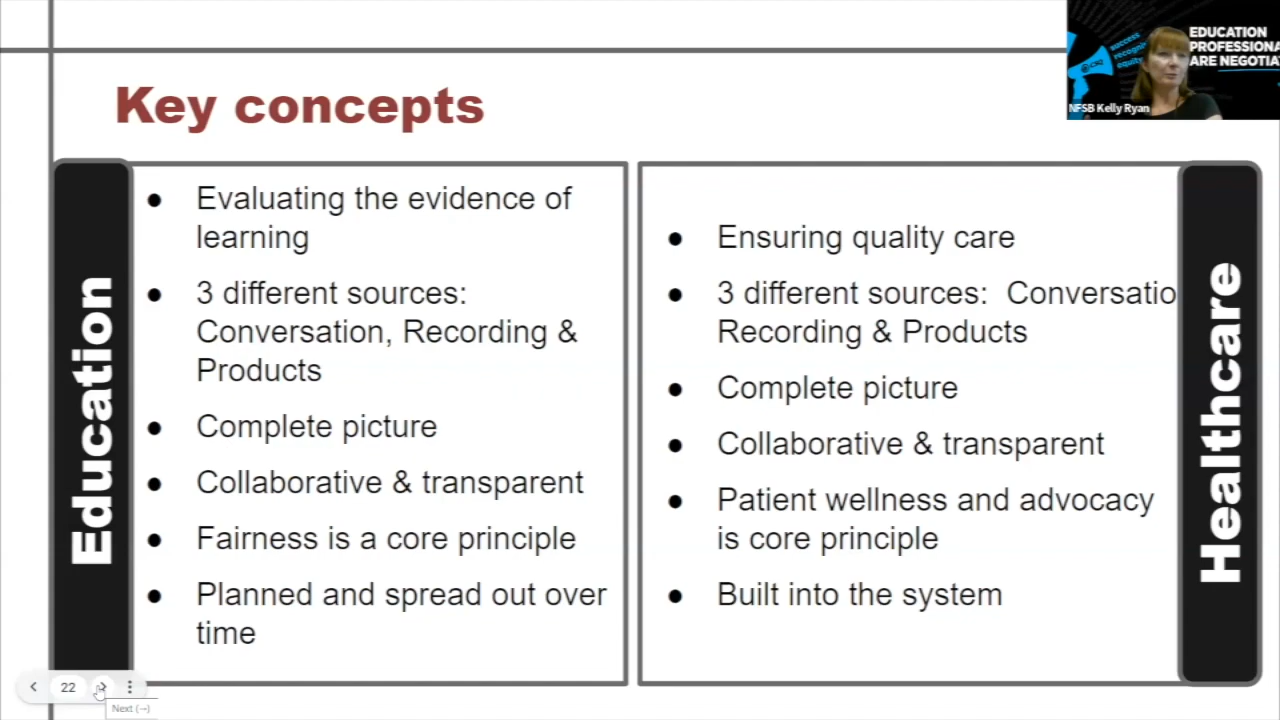 Key concepts
Education
● Evaluating the evidence of
learning
● 3 different sources:
Conversation, Recording &
Products
● Complete picture
● Collaborative & transparent
● Fairness is a core principle
● Planned and spread out over
time
● Ensuring quality care
● 3 different sources: Conversatio
Recording & Products
● Complete picture
● Collaborative & transparent
● Patient wellness and advocacy
is core principle
● Built into the system
Healthcare
success
equity
CSQ
EDUCATION
PROFESSIONA
ARE NEGOTIA
NFSB Kelly Ryan
22
Next (→)